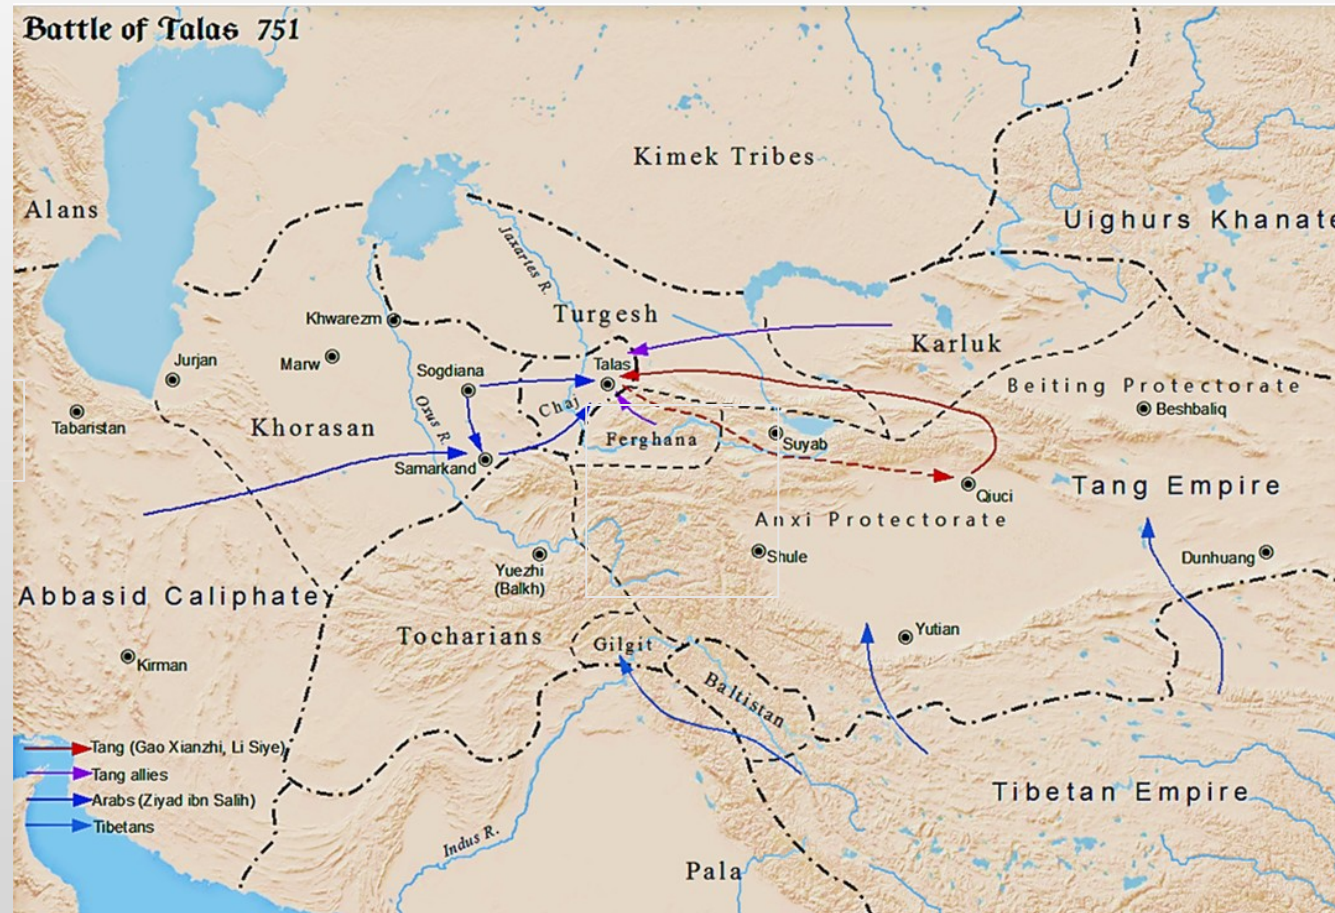 Battle of Talas 751
Kimek Tribes
Alans
Uighurs Khanate
Jaxartes R.
Turgesh
Khwarezm
Karluk
Marw
Jurjan
Talas
Sogdiana
Beiting Protectorate
Beshbaliq
Chaj
Oxus R.
Tabaristan
Khorasan
Ferghana
Suyab
Samarkand
Qiuci
Tang Empire
Anxi Protectorate
Shule
Dunhuang
Yuezhi
(Balkh)
Abbasid Caliphate
Yutian
Tocharians
Gilgit
Kirman
Baltistan
Tang (Gao Xianzhi, Li Siye)
Tang allies
Arabs (Ziyad ibn Salih)
Tibetans
Tibetan Empire
Indus R.
Pala